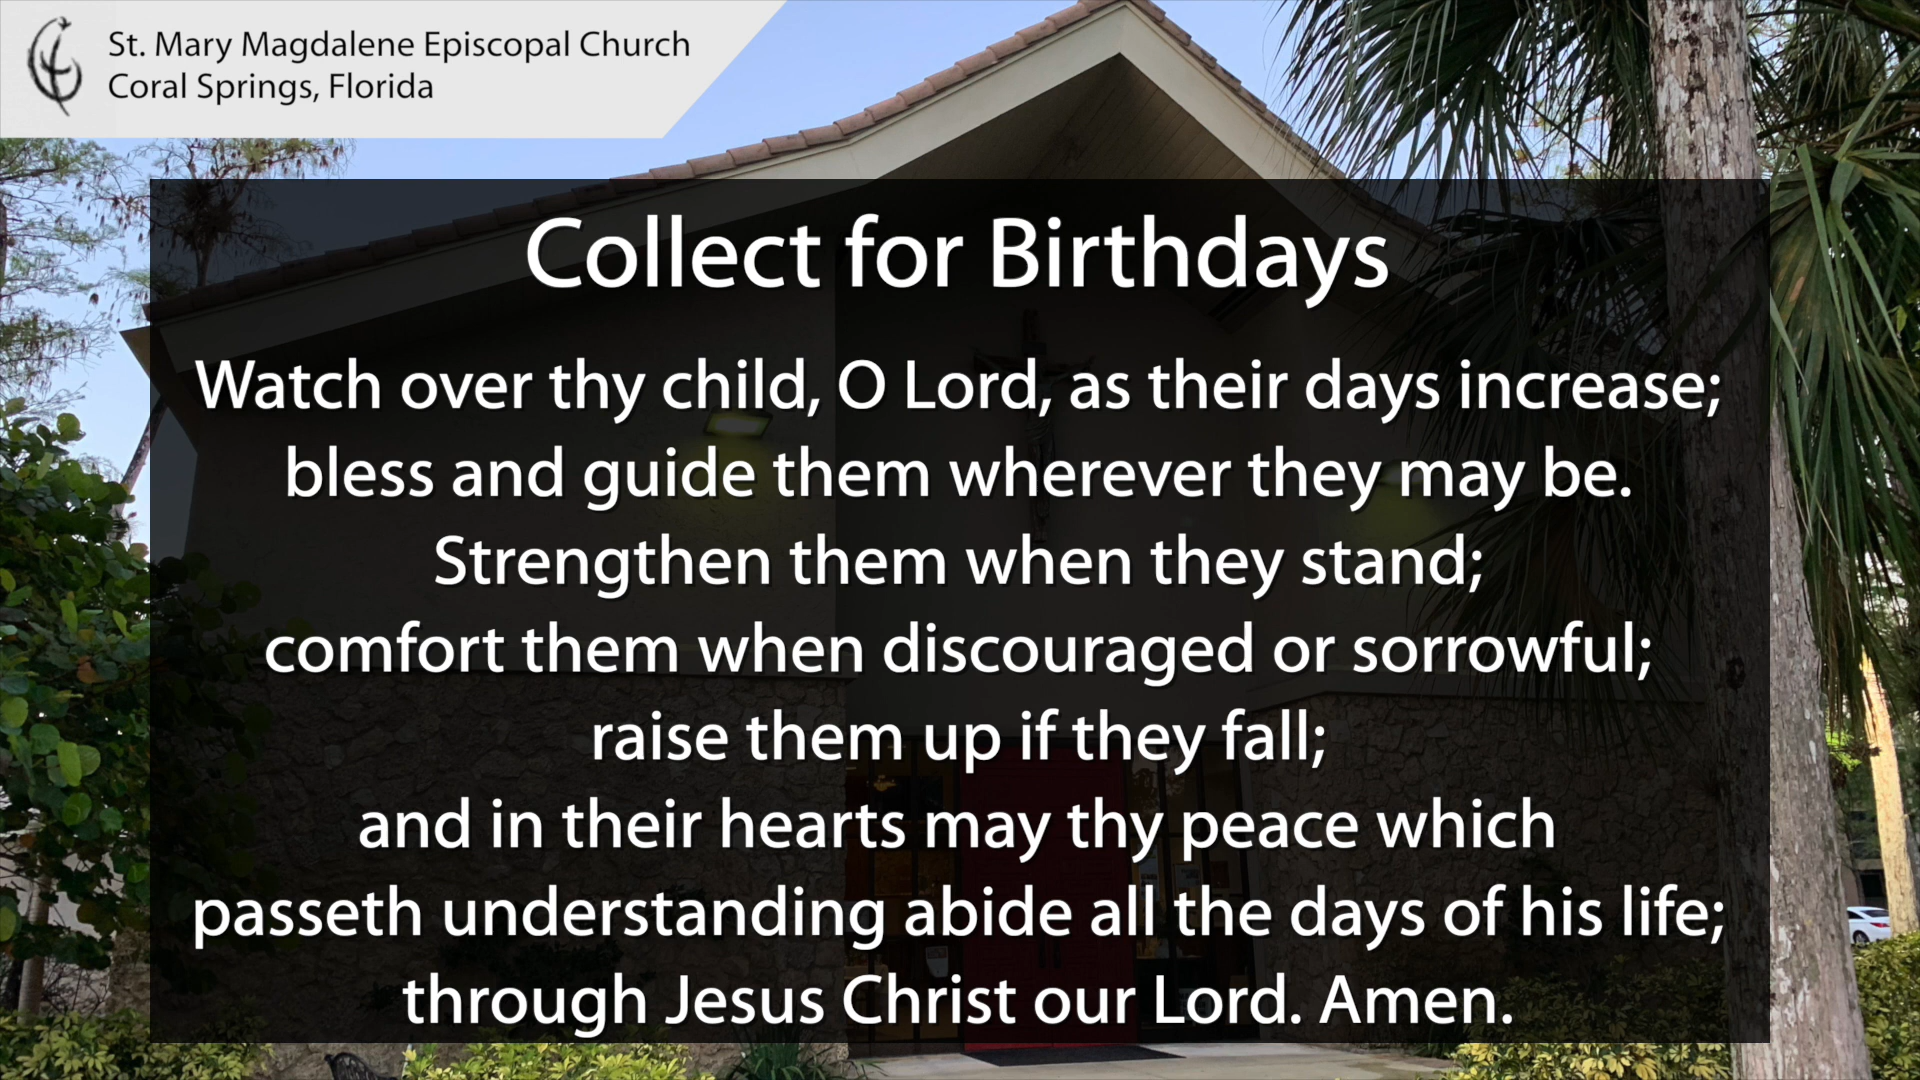 St. Mary Magdalene Episcopal Church
Coral Springs, Florida
Collect for Birthdays
Watch over thy child, O Lord, as their days increase;
bless and guide them wherever they may be.
Strengthen them when they stand;
comfort them when discouraged or sorrowful;
raise them up if they fall;
and in their hearts may thy peace which
passeth understanding abide all the days of his life;
through Jesus Christ our Lord. Amen.